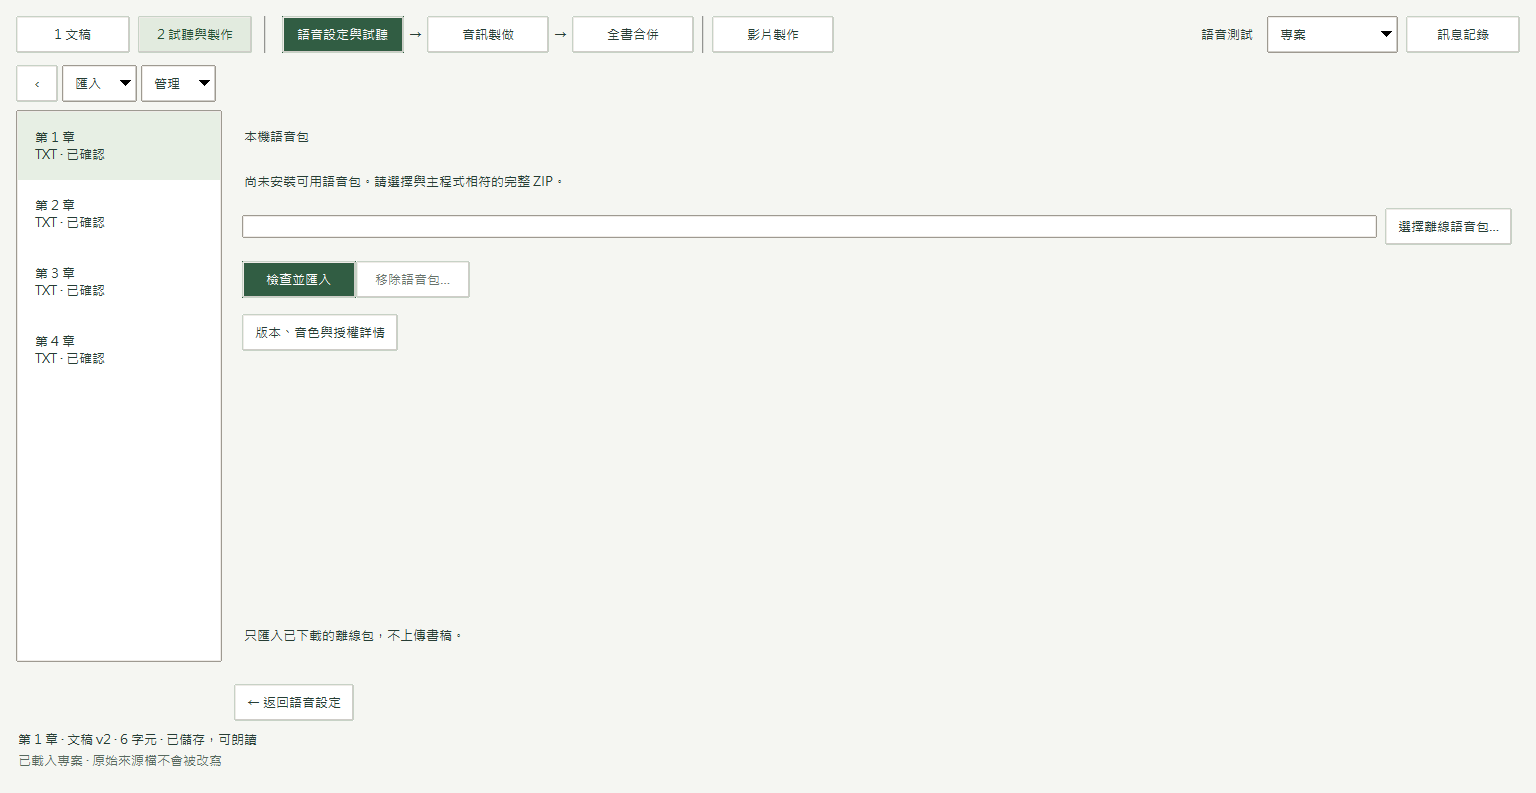 1 文稿
2 試聽與製作
語音設定與試聽
→
音訊製做
→
全書合併
影片製作
語音測試
專案
訊息記錄
‹
匯入
管理
第 1 章
TXT · 已確認
第 2 章
TXT · 已確認
第 3 章
TXT · 已確認
第 4 章
TXT · 已確認
本機語音包
尚未安裝可用語音包。請選擇與主程式相符的完整 ZIP。
選擇離線語音包...
檢查並匯入
移除語音包...
版本、音色與授權詳情
只匯入已下載的離線包，不上傳書稿。
← 返回語音設定
第 1 章 · 文稿 v2 · 6 字元 · 已儲存，可朗讀
已載入專案 · 原始來源檔不會被改寫